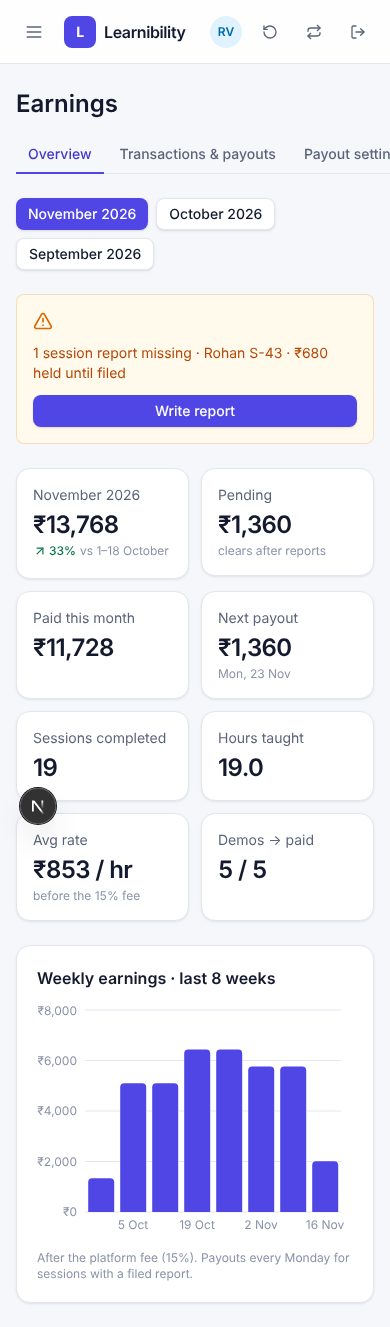 L Learnibility RV
Earnings
Overview Transactions & payouts Payout settin
November 2026 October 2026
September 2026
1 session report missing · Rohan S-43 · ₹680
held until filed
Write report
November 2026
₹13,768
33% vs 1–18 October
Pending
₹1,360
clears after reports
Paid this month
₹11,728
Next payout
₹1,360
Mon, 23 Nov
Sessions completed
19
Hours taught
19.0
N
Avg rate
₹853 / hr
before the 15% fee
Demos → paid
5 / 5
Weekly earnings · last 8 weeks
₹8,000
₹6,000
₹4,000
₹2,000
₹0
5 Oct 19 Oct 2 Nov 16 Nov
After the platform fee (15%). Payouts every Monday for
sessions with a filed report.